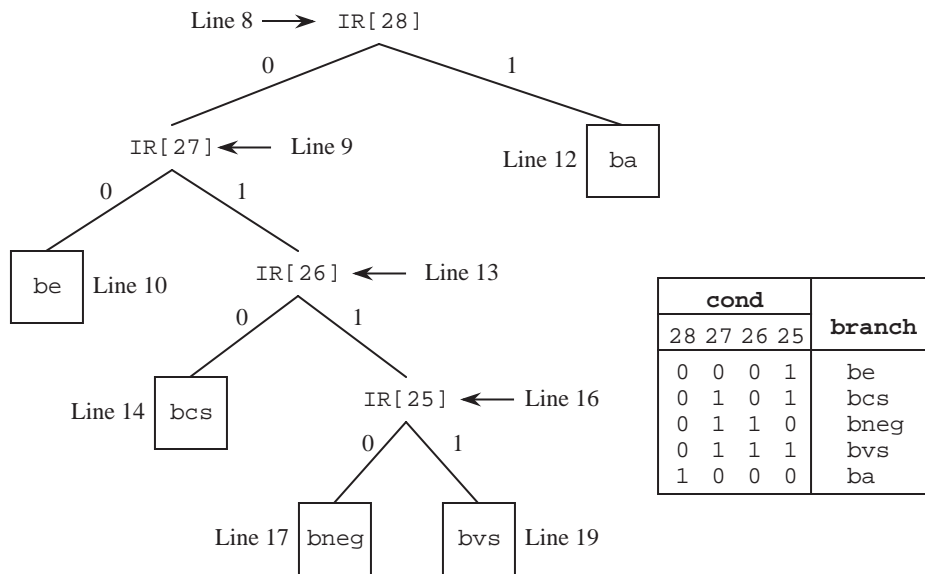 Line 8 IR[28]
0 1
IR[27] Line 9
Line 12 ba
0 1
be Line 10
IR[26] Line 13
0 1
Line 14 bcs
IR[25] Line 16
0 1
Line 17 bneg
bvs Line 19
cond branch
28 27 26 25
0 0 0 1 be
0 1 0 1 bcs
0 1 1 0 bneg
0 1 1 1 bvs
1 0 0 0 ba